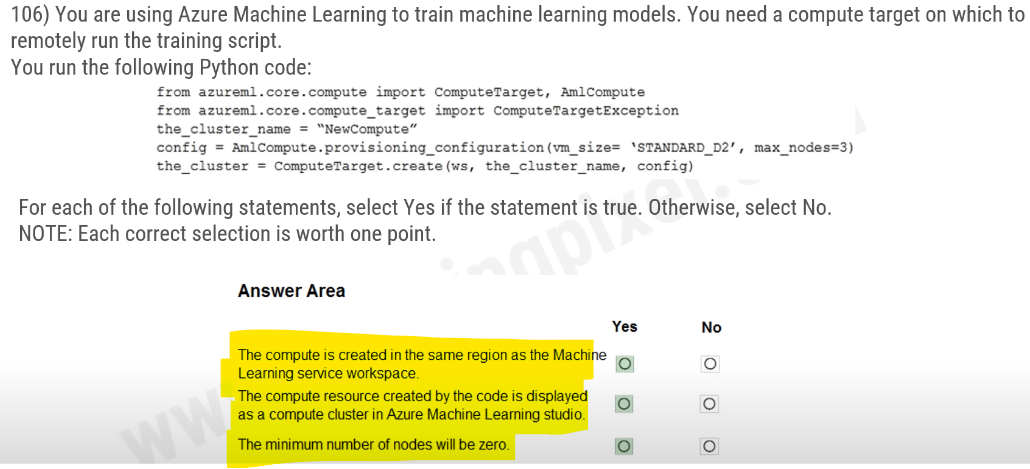 106) You are using Azure Machine Learning to train machine learning models. You need a compute target on which to
remotely run the training script.
You run the following Python code:
from azureml.core.compute import ComputeTarget, AmlCompute
from azureml.core.compute_target import ComputeTargetException
the_cluster_name = “NewCompute”
config = AmlCompute.provisioning_configuration(vm_size= ‘STANDARD_D2’, max_nodes=3)
the_cluster = ComputeTarget.create(ws, the_cluster_name, config)
For each of the following statements, select Yes if the statement is true. Otherwise, select No.
NOTE: Each correct selection is worth one point.
Answer Area
Yes No
The compute is created in the same region as the Machine
Learning service workspace.
The compute resource created by the code is displayed
as a compute cluster in Azure Machine Learning studio.
The minimum number of nodes will be zero.